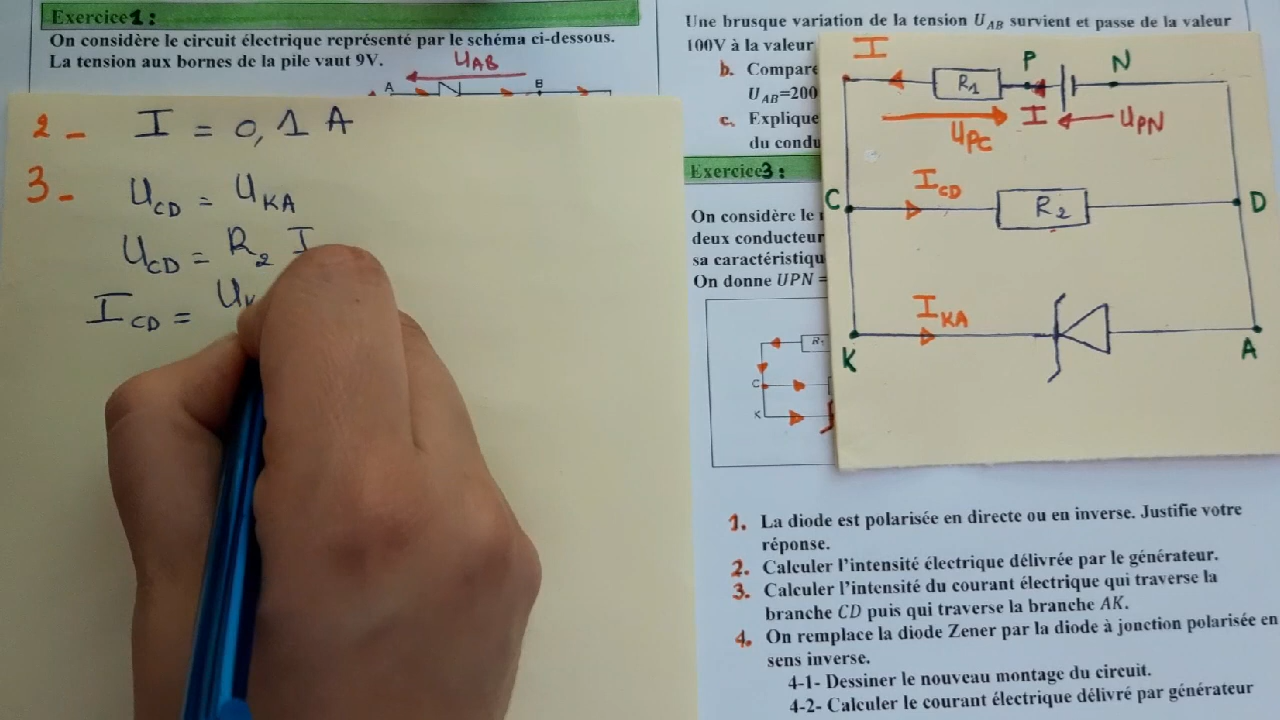 Exercice1 :
On considère le circuit électrique représenté par le schéma ci-dessous.
La tension aux bornes de la pile vaut 9V.
UAB
A B
2 - I = 0,1 A
3 - UCD = UKA
UCD = R2 I
ICD =
Une brusque variation de la tension UAB survient et passe de la valeur
100V à la valeur
b. Compare
UAB=200
c. Explique
du condu
Exercice3 :
On considère le
deux conducteur
sa caractéristiqu
On donne UPN =
C
K
I R1 P N
I UPN
UPC
ICD
C R2 D
IKA
K A
1. La diode est polarisée en directe ou en inverse. Justifie votre
réponse.
2. Calculer l'intensité électrique délivrée par le générateur.
3. Calculer l'intensité du courant électrique qui traverse la
branche CD puis qui traverse la branche AK.
4. On remplace la diode Zener par la diode à jonction polarisée en
sens inverse.
4-1- Dessiner le nouveau montage du circuit.
4-2- Calculer le courant électrique délivré par générateur